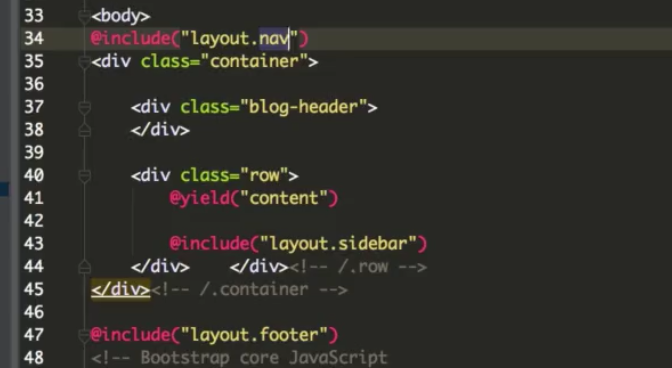 33 <body>
34 @include("layout.nav")
35 <div class="container">
36
37 <div class="blog-header">
38 </div>
39
40 <div class="row">
41 @yield("content")
42
43 @include("layout.sidebar")
44 </div> </div><!-- /.row -->
45 </div><!-- /.container -->
46
47 @include("layout.footer")
48 <!-- Bootstrap core JavaScript